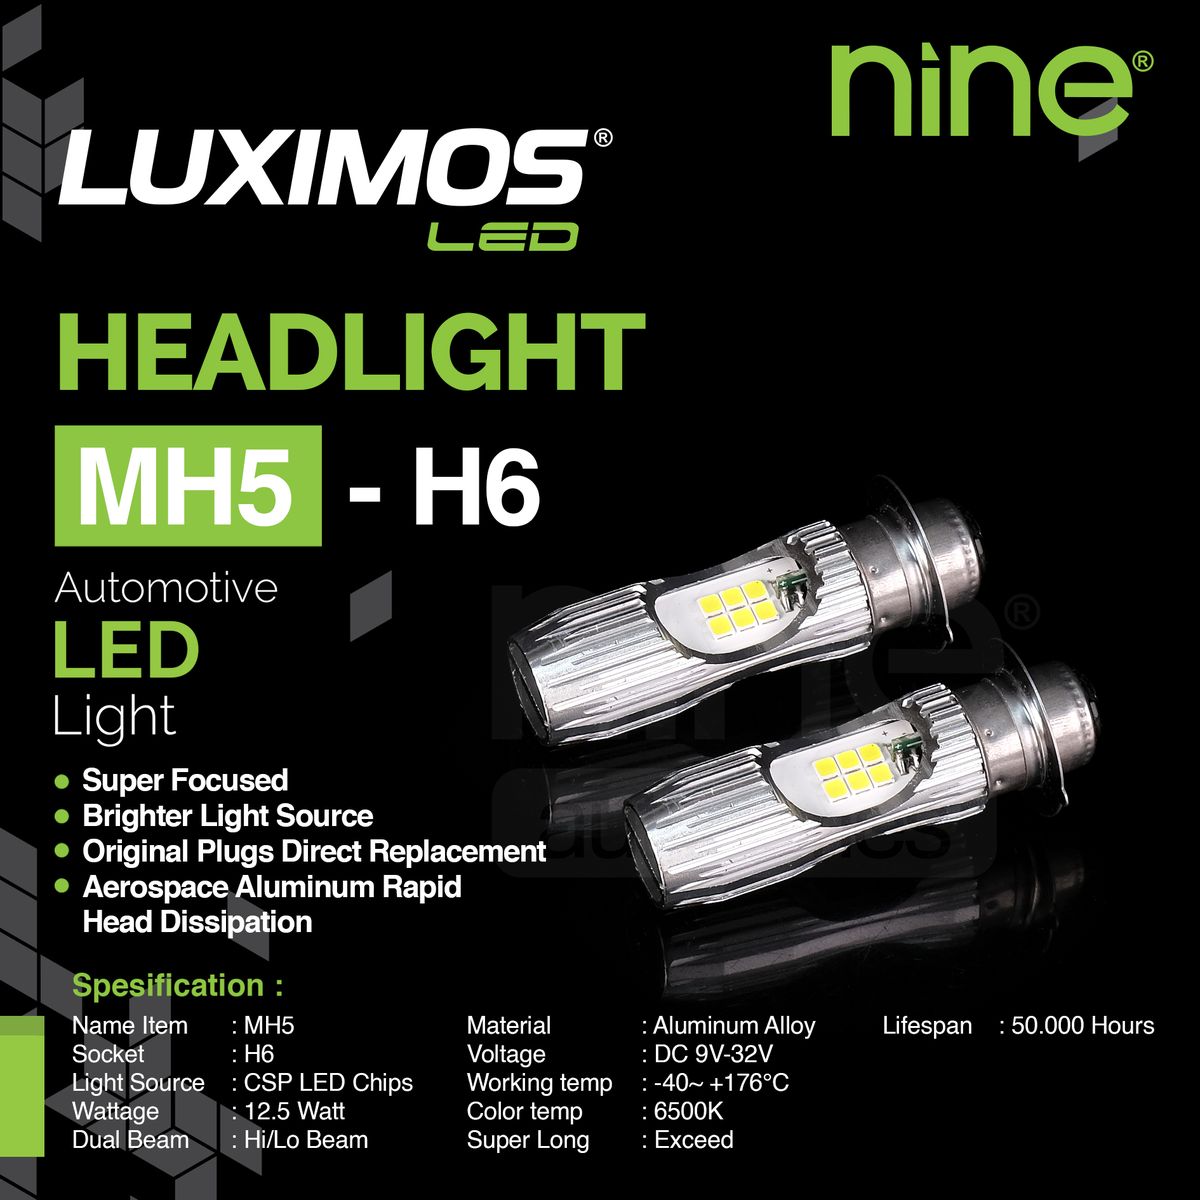 nine®
LUXIMOS®
LED
HEADLIGHT
MH5 - H6
Automotive
LED
Light
• Super Focused
• Brighter Light Source
• Original Plugs Direct Replacement
• Aerospace Aluminum Rapid
Head Dissipation
nine®
Spesification :
Name Item : MH5
Socket : H6
Light Source : CSP LED Chips
Wattage : 12.5 Watt
Dual Beam : Hi/Lo Beam
Material : Aluminum Alloy
Voltage : DC 9V-32V
Working temp : -40~ +176°C
Color temp : 6500K
Super Long : Exceed
Lifespan : 50.000 Hours